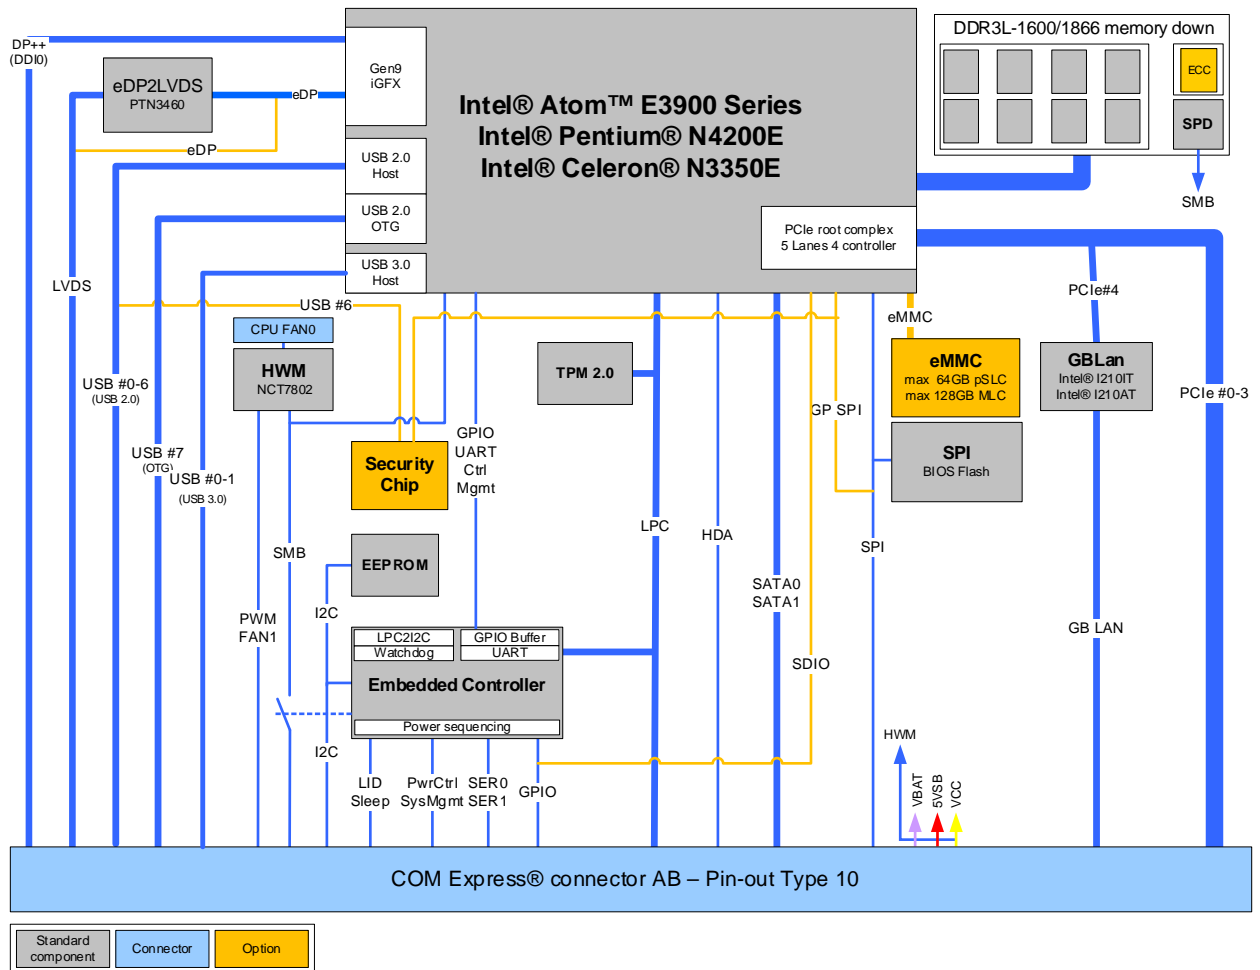 DP++
(DDI0)
eDP2LVDS
PTN3460
eDP
eDP
Gen9
iGFX
Intel® Atom™ E3900 Series
Intel® Pentium® N4200E
Intel® Celeron® N3350E
DDR3L-1600/1866 memory down
ECC
SPD
SMB
USB 2.0
Host
USB 2.0
OTG
USB 3.0
Host
PCIe root complex
5 Lanes 4 controller
LVDS
USB #6
CPU FAN0
HWM
NCT7802
TPM 2.0
eMMC
eMMC
max 64GB pSLC
max 128GB MLC
PCIe#4
GBLan
Intel® I210IT
Intel® I210AT
PCIe #0-3
USB #0-6
(USB 2.0)
USB #7
(OTG)
USB #0-1
(USB 3.0)
GPIO
UART
Ctrl
Mgmt
GP SPI
Security
Chip
SPI
BIOS Flash
LPC
HDA
SPI
SMB
EEPROM
SATA0
SATA1
I2C
PWM
FAN1
LPC2I2C
Watchdog
GPIO Buffer
UART
Embedded Controller
Power sequencing
GB LAN
SDIO
I2C
LID
Sleep
PwrCtrl
SysMgmt
SER0
SER1
GPIO
HWM
VBAT
5VSB
VCC
COM Express® connector AB – Pin-out Type 10
Standard
component
Connector
Option